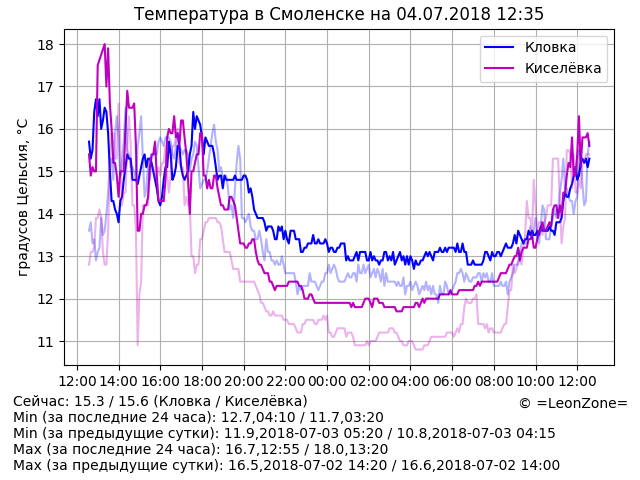 Температура в Смоленске на 04.07.2018 12:35
градусов Цельсия, °C
18
17
16
15
14
13
12
11
Кловка
Киселёвка
12:00 14:00 16:00 18:00 20:00 22:00 00:00 02:00 04:00 06:00 08:00 10:00 12:00
Сейчас: 15.3 / 15.6 (Кловка / Киселёвка)
© =LeonZone=
Min (за последние 24 часа): 12.7,04:10 / 11.7,03:20
Min (за предыдущие сутки): 11.9,2018-07-03 05:20 / 10.8,2018-07-03 04:15
Max (за последние 24 часа): 16.7,12:55 / 18.0,13:20
Max (за предыдущие сутки): 16.5,2018-07-02 14:20 / 16.6,2018-07-02 14:00